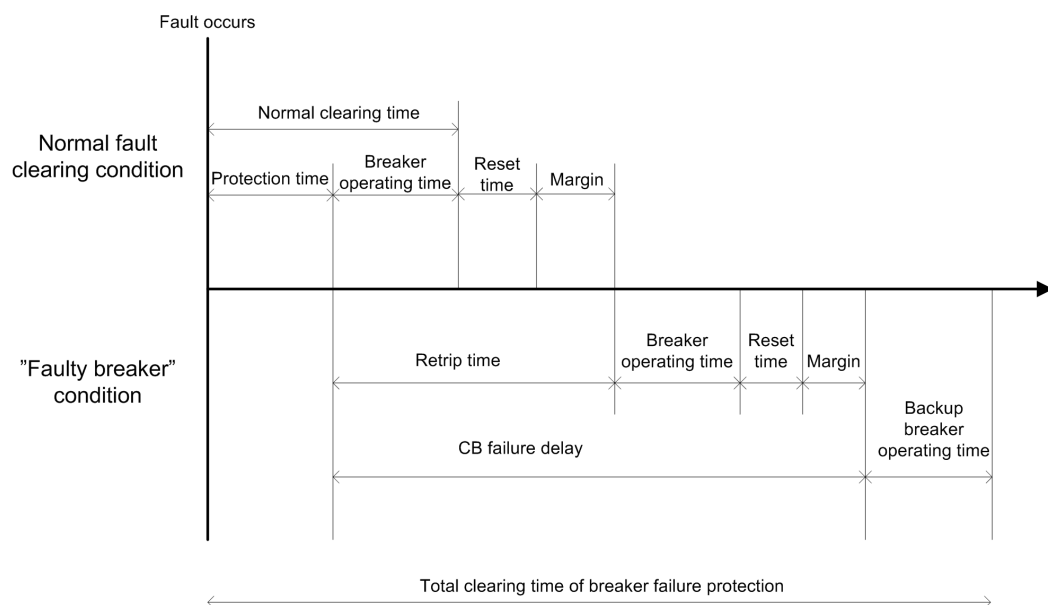 Fault occurs
Normal clearing time
Normal fault
clearing condition
Protection time
Breaker
operating time
Reset
time
Margin
”Faulty breaker”
condition
Retrip time
Breaker
operating time
Reset
time
Margin
CB failure delay
Backup
breaker
operating time
Total clearing time of breaker failure protection